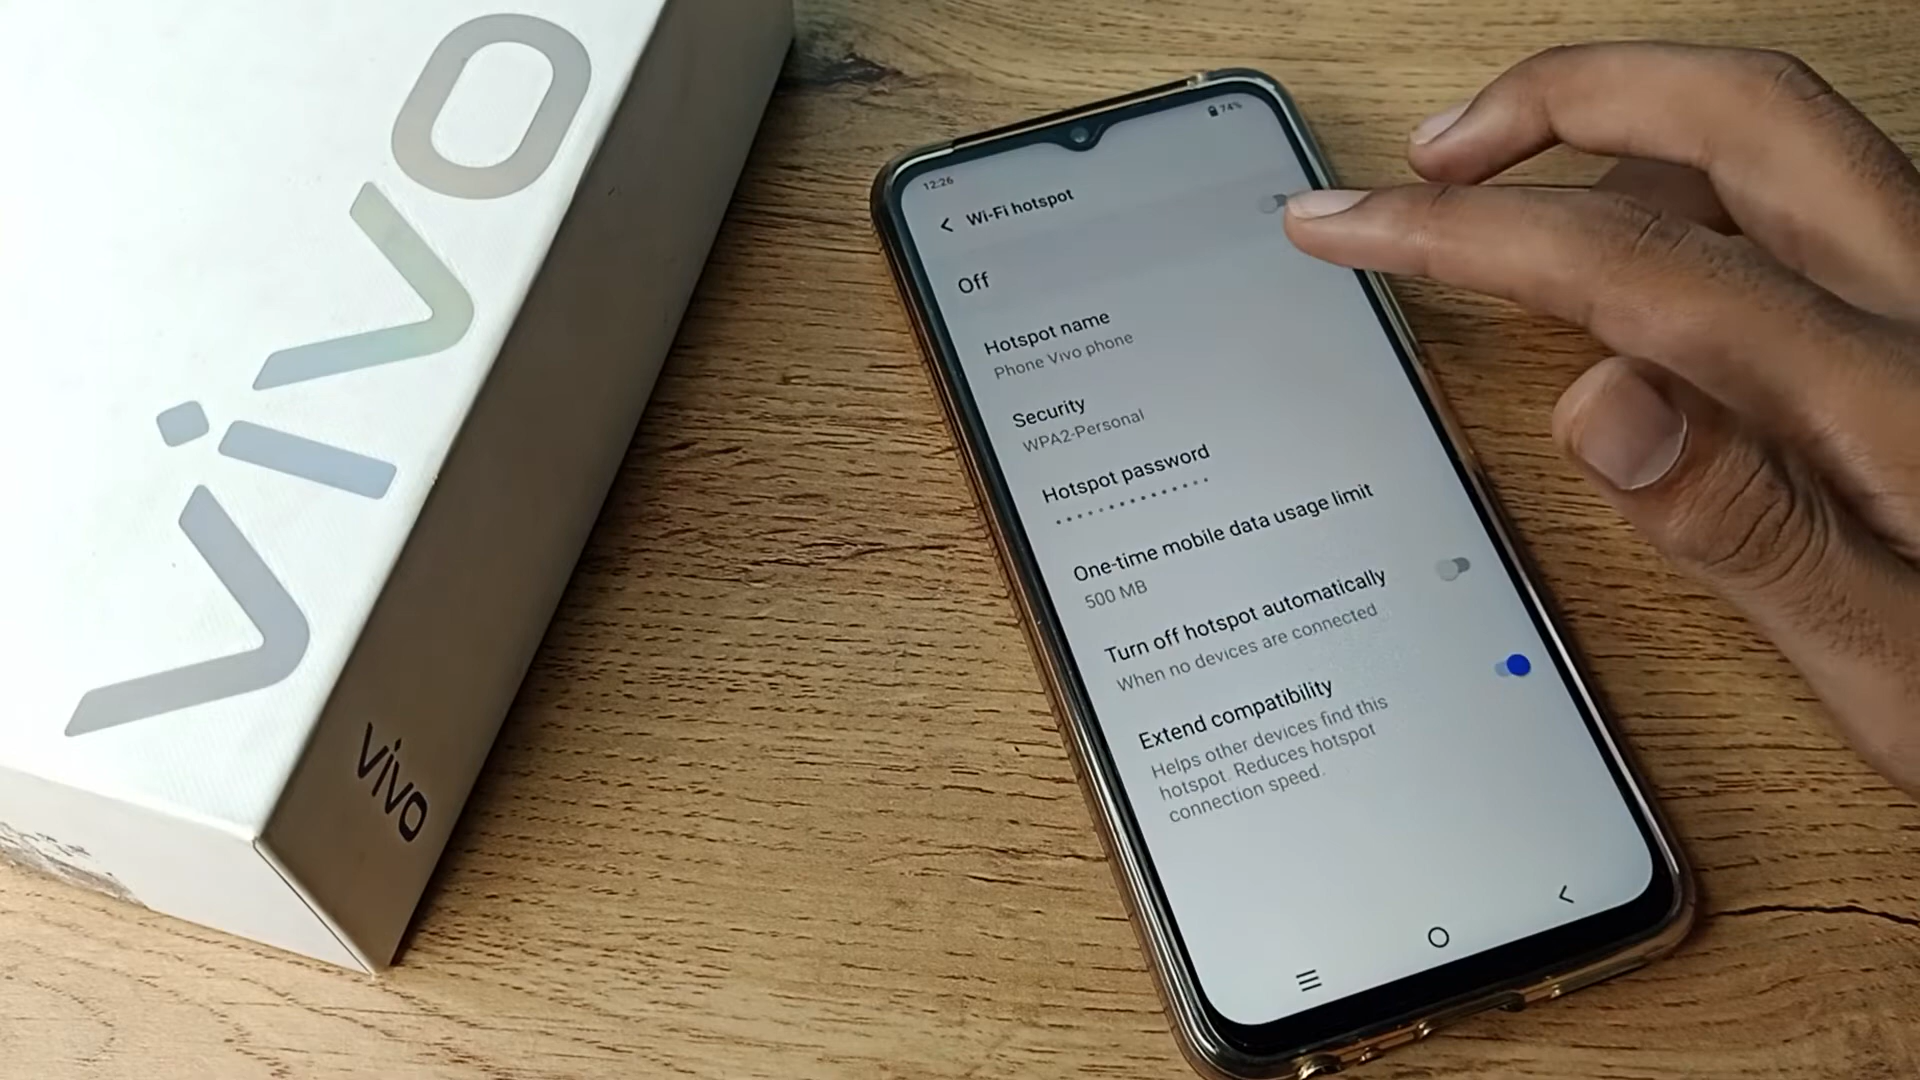 vivo
vivo
12:26
74%
Wi-Fi hotspot
Off
Hotspot name
Phone Vivo phone
Security
WPA2-Personal
Hotspot password
One-time mobile data usage limit
500 MB
Turn off hotspot automatically
When no devices are connected
Extend compatibility
Helps other devices find this
hotspot. Reduces hotspot
connection speed.